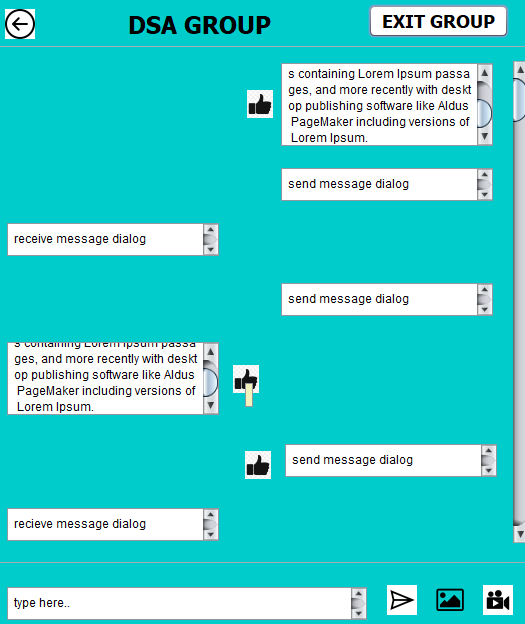 DSA GROUP
EXIT GROUP
s containing Lorem Ipsum passa
ges, and more recently with deskt
op publishing software like Aldus
PageMaker including versions of
Lorem Ipsum.
send message dialog
receive message dialog
send message dialog
s containing Lorem Ipsum passa
ges, and more recently with deskt
op publishing software like Aldus
PageMaker including versions of
Lorem Ipsum.
send message dialog
recieve message dialog
type here..